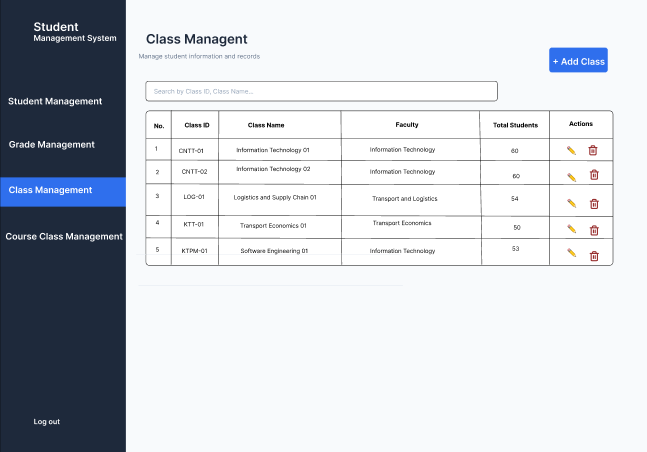 Student
Management System
Student Management
Grade Management
Class Management
Course Class Management
Log out
Class Managent
Manage student information and records
+ Add Class
Search by Class ID, Class Name...
No. Class ID Class Name Faculty Total Students Actions
1 CNTT-01 Information Technology 01 Information Technology 60
2 CNTT-02 Information Technology 02 Information Technology 60
3 LOG-01 Logistics and Supply Chain 01 Transport and Logistics 54
4 KTT-01 Transport Economics 01 Transport Economics 50
5 KTPM-01 Software Engineering 01 Information Technology 53